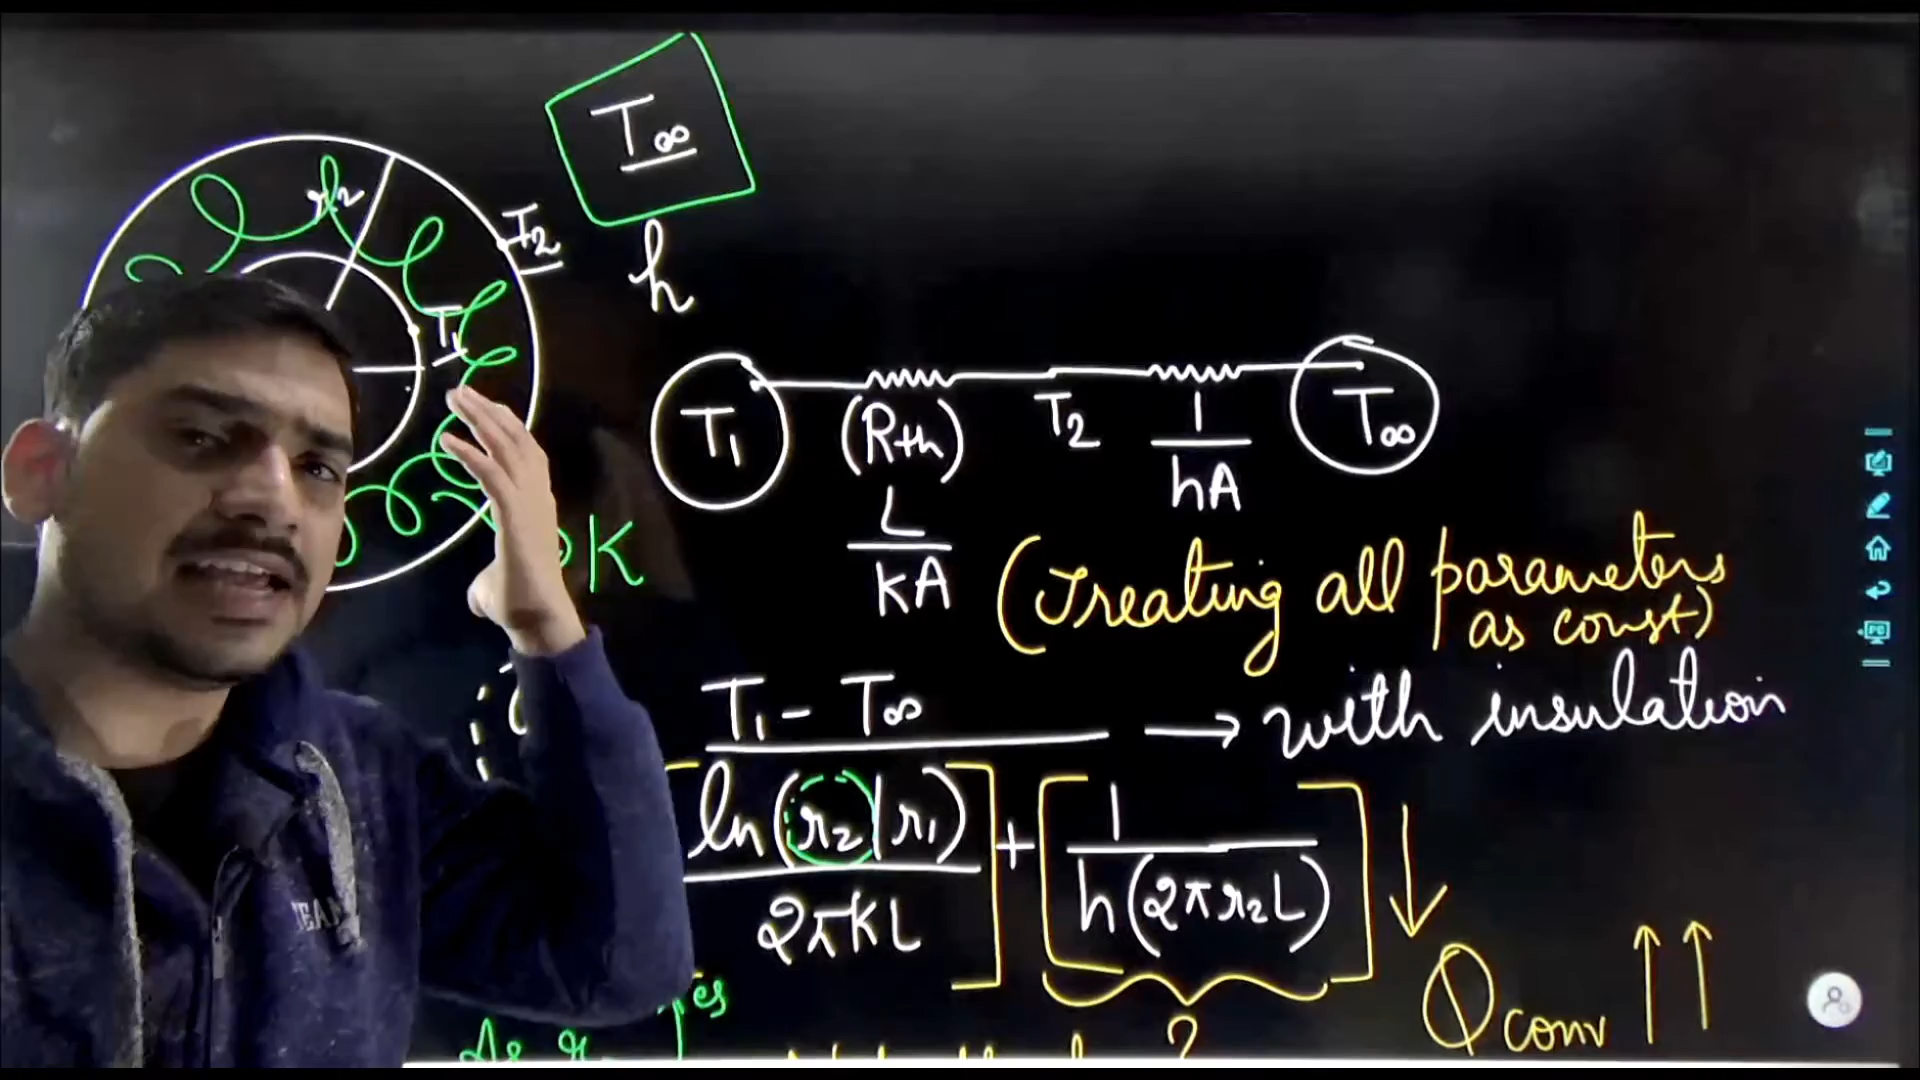 T∞
r2
T2
h
T1
K
T1
(Rth)
T2
1
hA
T∞
L
kA
(Treating all parameters
as const)
T1 - T∞
→ with insulation
ln(r2/r1)
2πKL
+
1
h(2πr2L)
↓
Qconv ↑↑
?
As